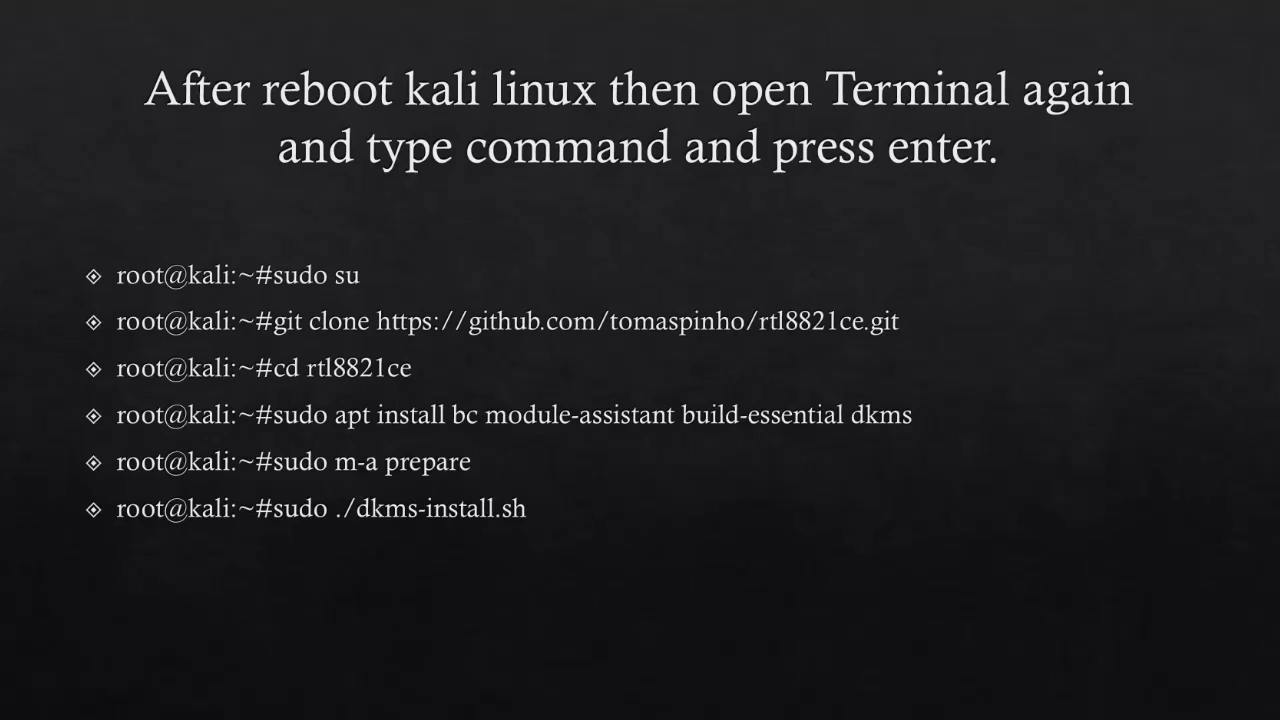 After reboot kali linux then open Terminal again
and type command and press enter.
root@kali:~#sudo su
root@kali:~#git clone https://github.com/tomaspinho/rtl8821ce.git
root@kali:~#cd rtl8821ce
root@kali:~#sudo apt install bc module-assistant build-essential dkms
root@kali:~#sudo m-a prepare
root@kali:~#sudo ./dkms-install.sh